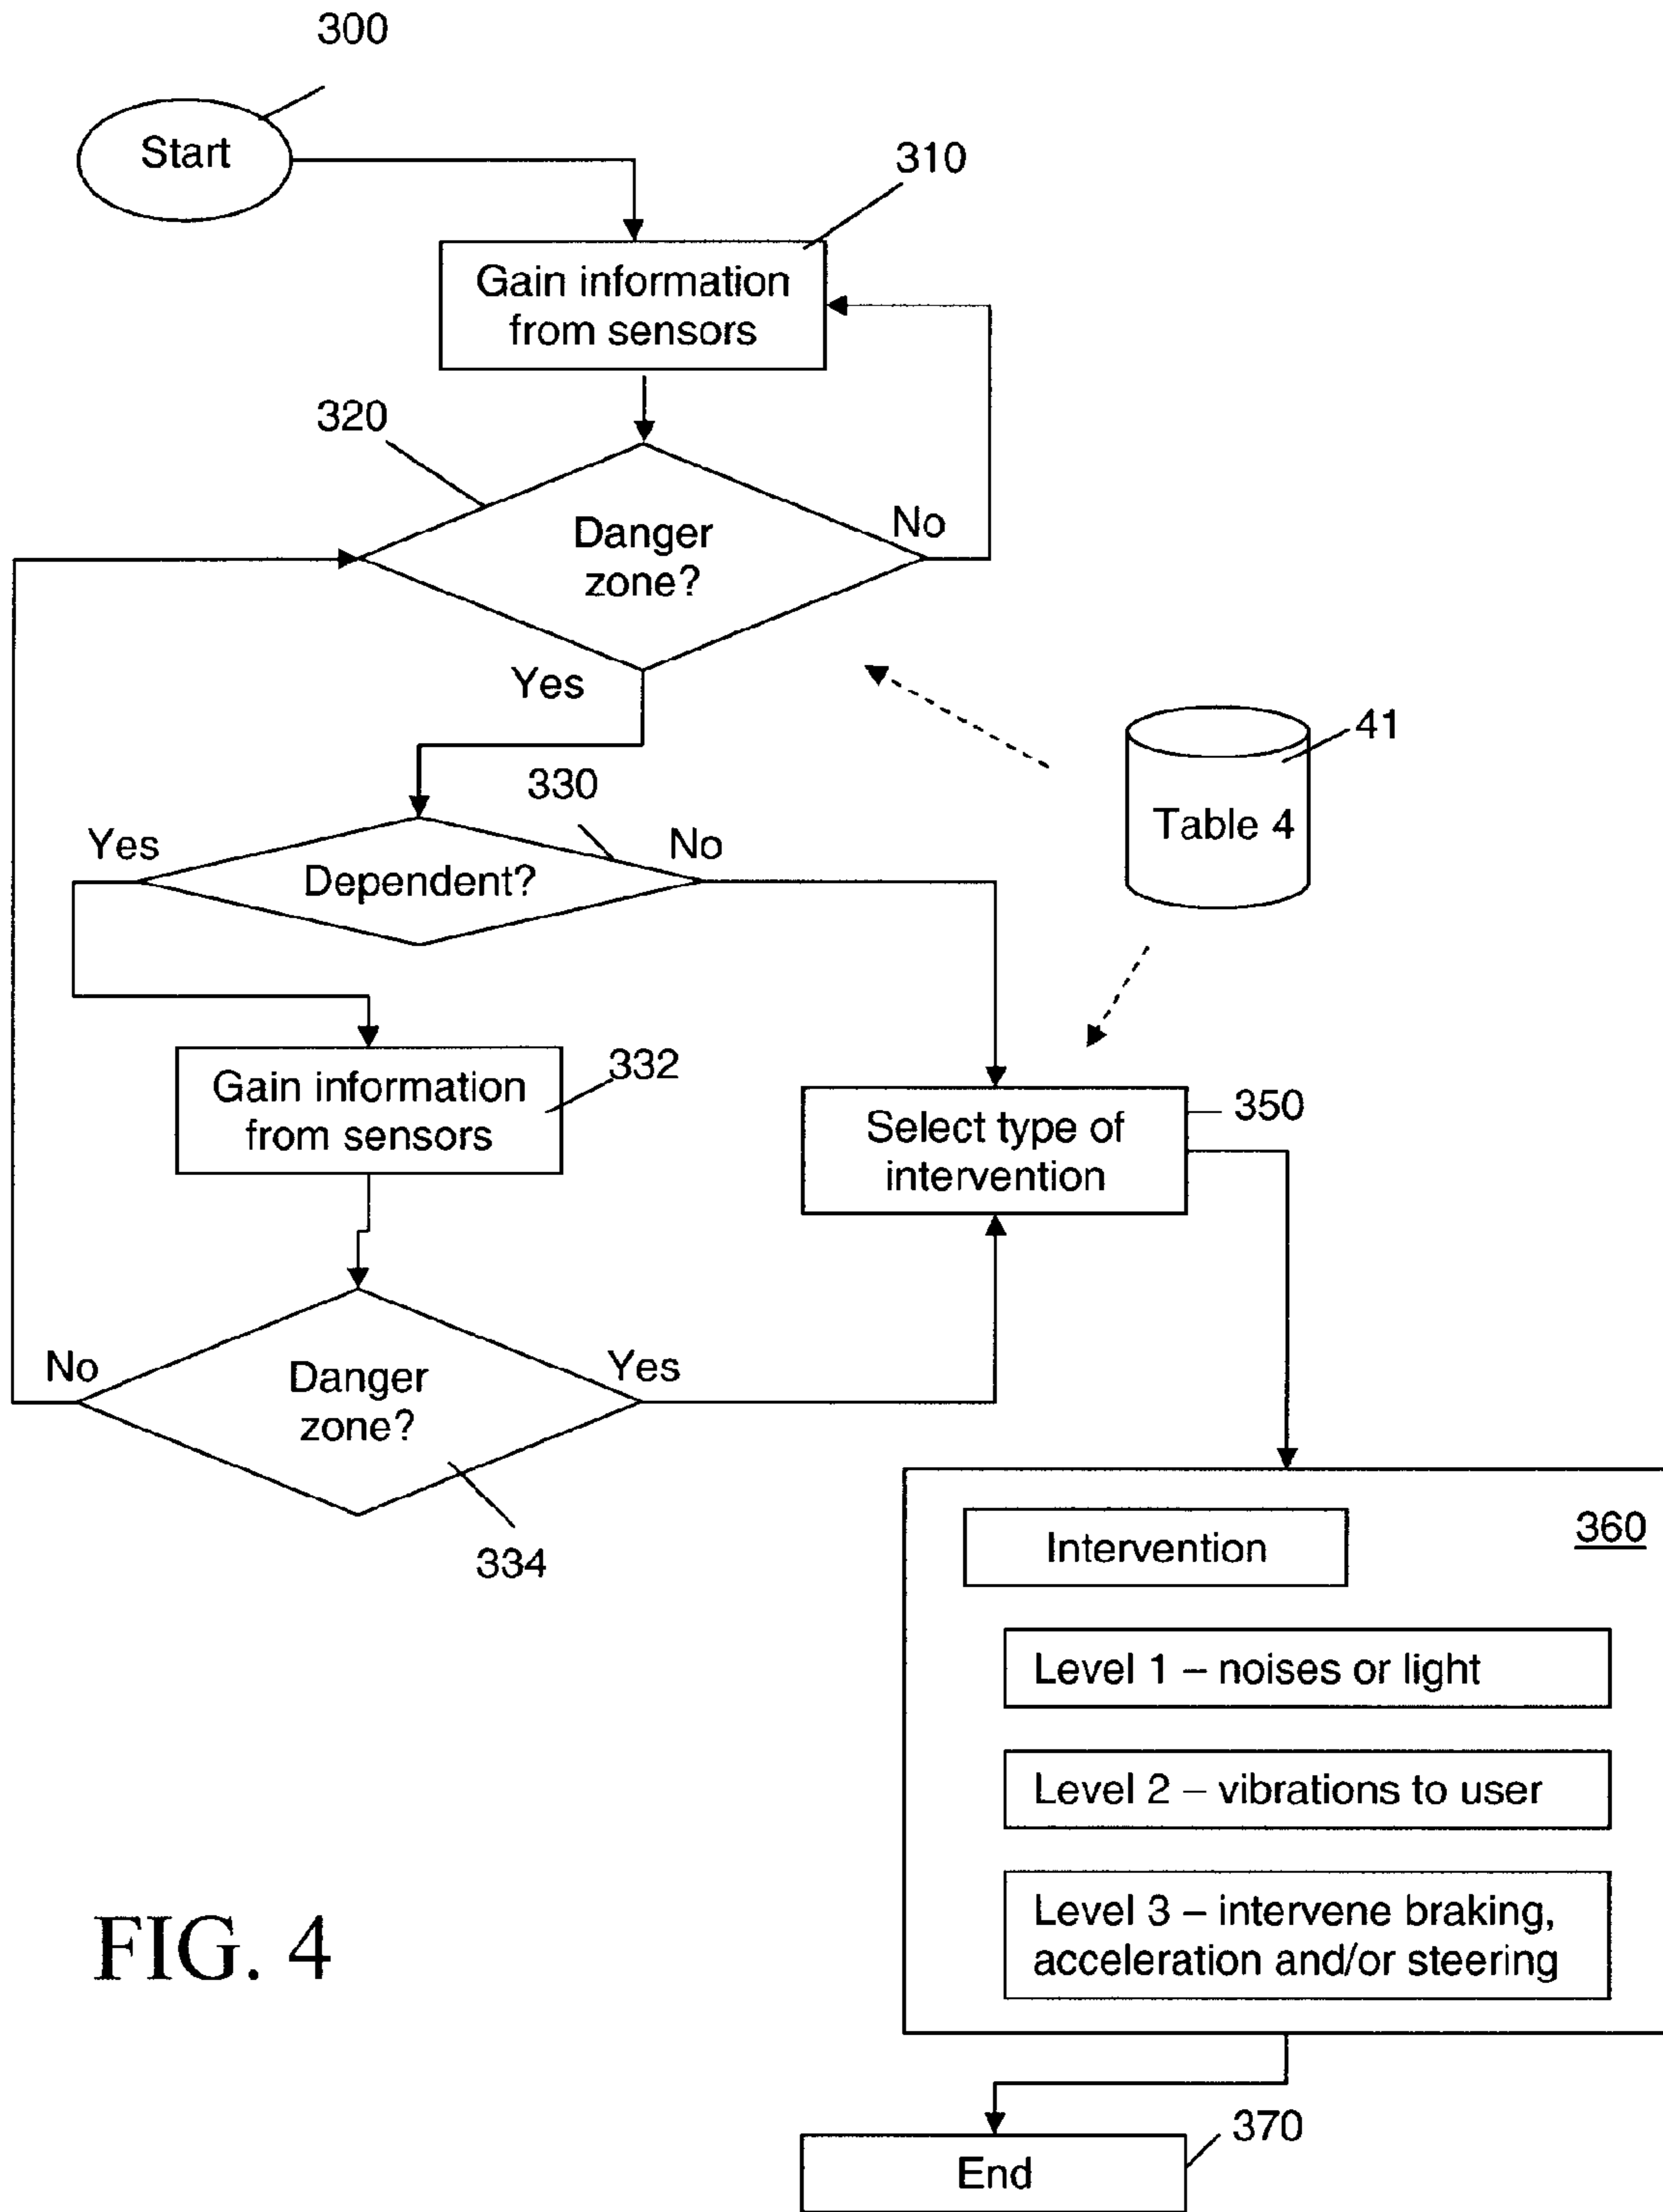 300
Start
310
Gain information
from sensors
320
Danger
zone?
No
Yes
41
Table 4
330
Yes
No
Dependent?
332
Gain information
from sensors
350
Select type of
intervention
No
Yes
Danger
zone?
334
360
Intervention
Level 1 – noises or light
Level 2 – vibrations to user
Level 3 – intervene braking,
acceleration and/or steering
FIG. 4
370
End